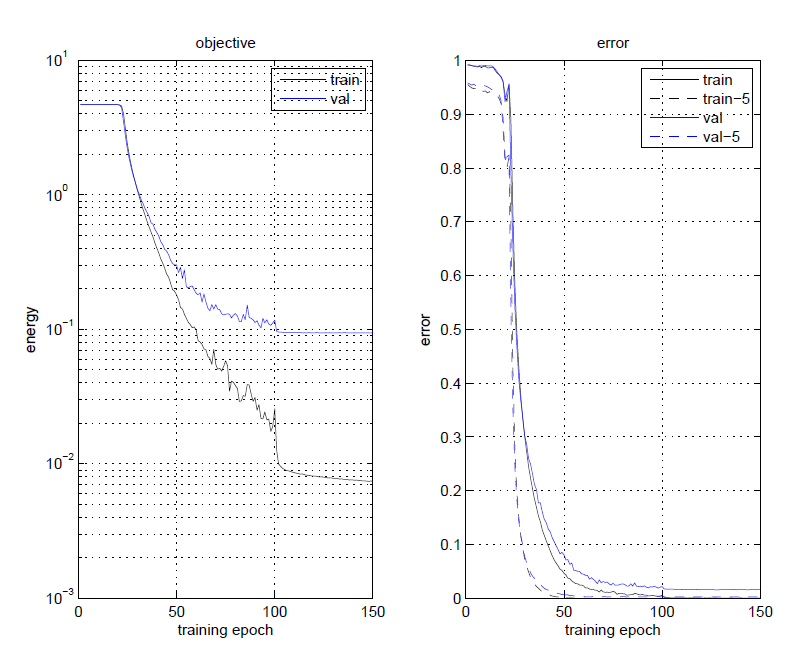 objective
10^1
10^0
10^-1
10^-2
10^-3
energy
0
50
100
150
training epoch
train
val
error
1
0.9
0.8
0.7
0.6
0.5
0.4
0.3
0.2
0.1
0
error
0
50
100
150
training epoch
train
train-5
val
val-5